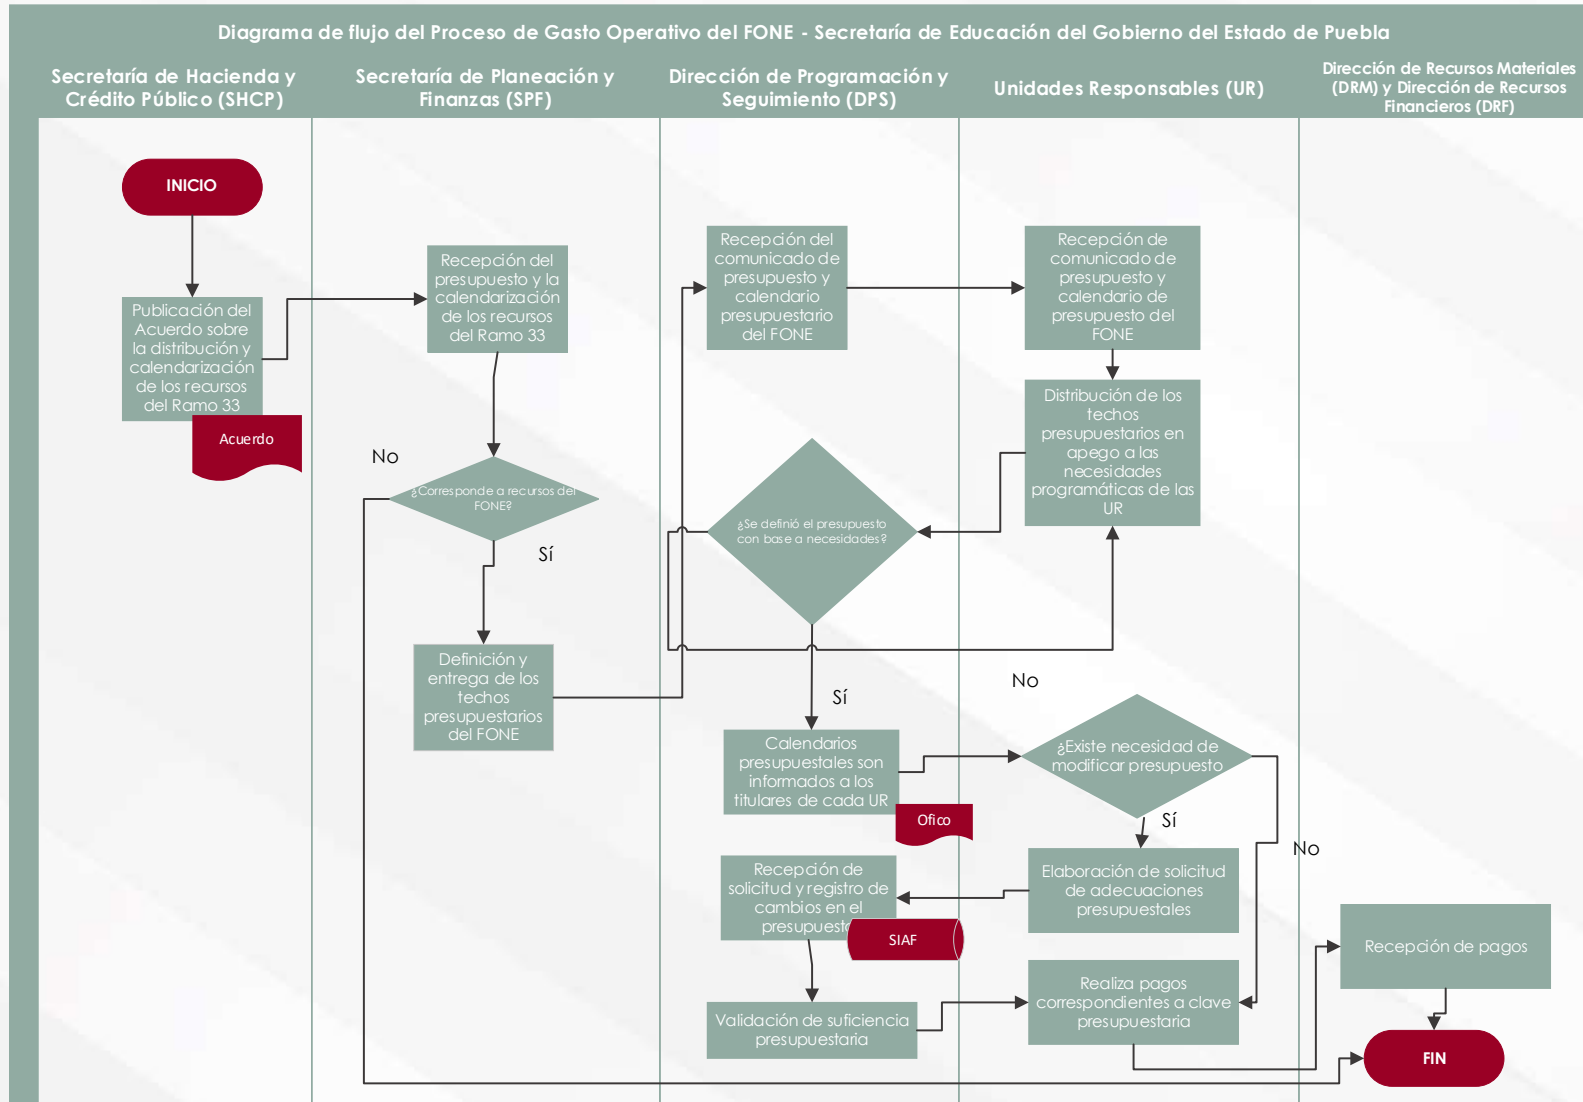 Diagrama de flujo del Proceso de Gasto Operativo del FONE - Secretaría de Educación del Gobierno del Estado de Puebla
Secretaría de Hacienda y
Crédito Público (SHCP)
Secretaría de Planeación y
Finanzas (SPF)
Dirección de Programación y
Seguimiento (DPS)
Unidades Responsables (UR)
Dirección de Recursos Materiales
(DRM) y Dirección de Recursos
Financieros (DRF)
INICIO
Publicación del
Acuerdo sobre
la distribución y
calendarización
de los recursos
del Ramo 33
Acuerdo
Recepción del
presupuesto y la
calendarización
de los recursos
del Ramo 33
No
¿Corresponde a recursos del
FONE?
Sí
Definición y
entrega de los
techos
presupuestarios
del FONE
Recepción del
comunicado de
presupuesto y
calendario
presupuestario
del FONE
Recepción de
comunicado de
presupuesto y
calendario de
presupuesto del
FONE
Distribución de los
techos
presupuestarios en
apego a las
necesidades
programáticas de las
UR
¿Se definió el presupuesto
con base a necesidades?
No
Sí
Calendarios
presupuestales son
informados a los
titulares de cada UR
Ofico
¿Existe necesidad de
modificar presupuesto
Sí
No
Elaboración de solicitud
de adecuaciones
presupuestales
Recepción de
solicitud y registro de
cambios en el
presupuesto
SIAF
Validación de suficiencia
presupuestaria
Realiza pagos
correspondientes a clave
presupuestaria
Recepción de pagos
FIN